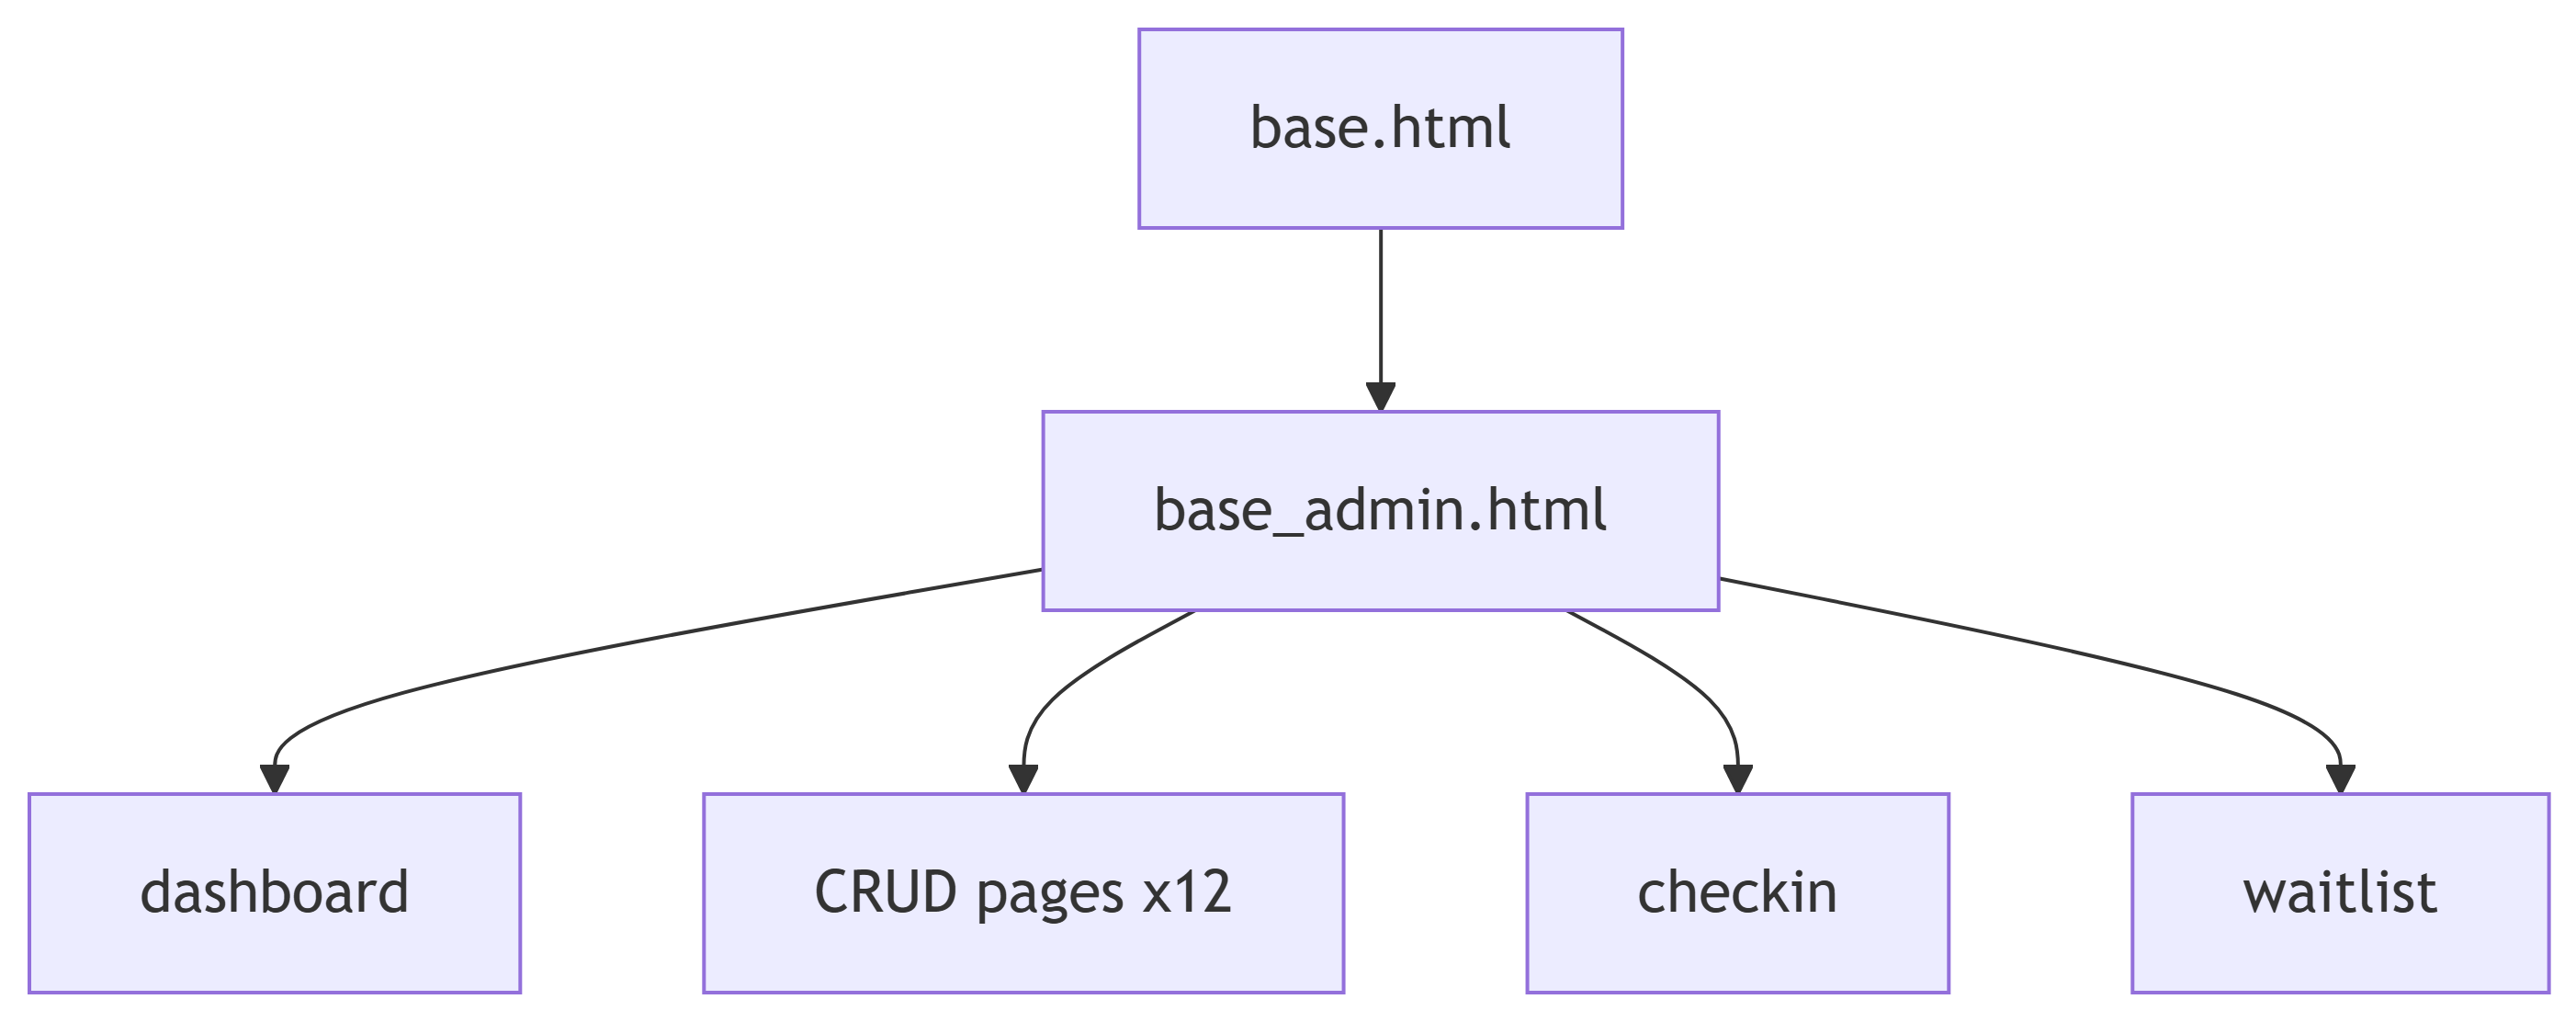 base.html
base_admin.html
dashboard
CRUD pages x12
checkin
waitlist